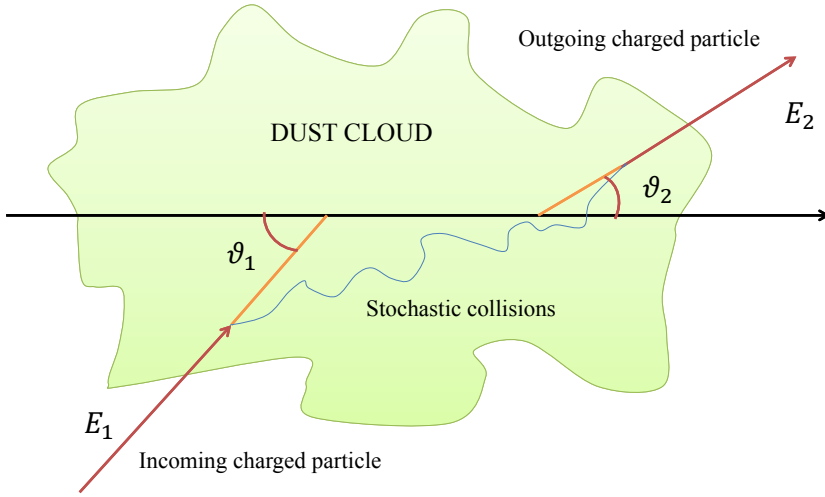 Outgoing charged particle
E₂
DUST CLOUD
ϑ₂
ϑ₁
Stochastic collisions
E₁
Incoming charged particle